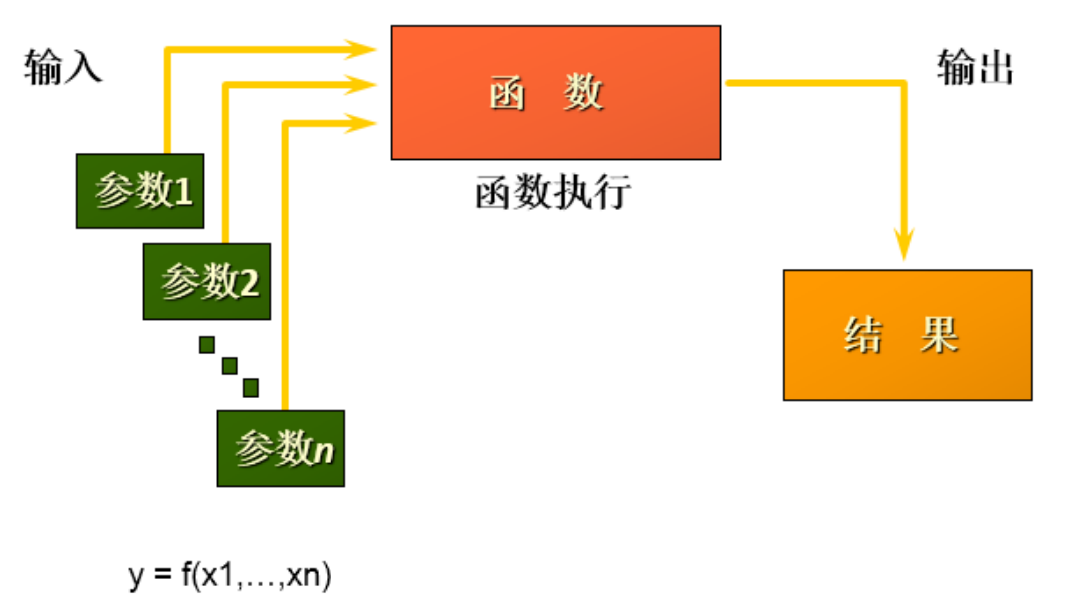 输入
函 数
输出
函数执行
参数1
参数2
结 果
参数n
y = f(x1,…,xn)